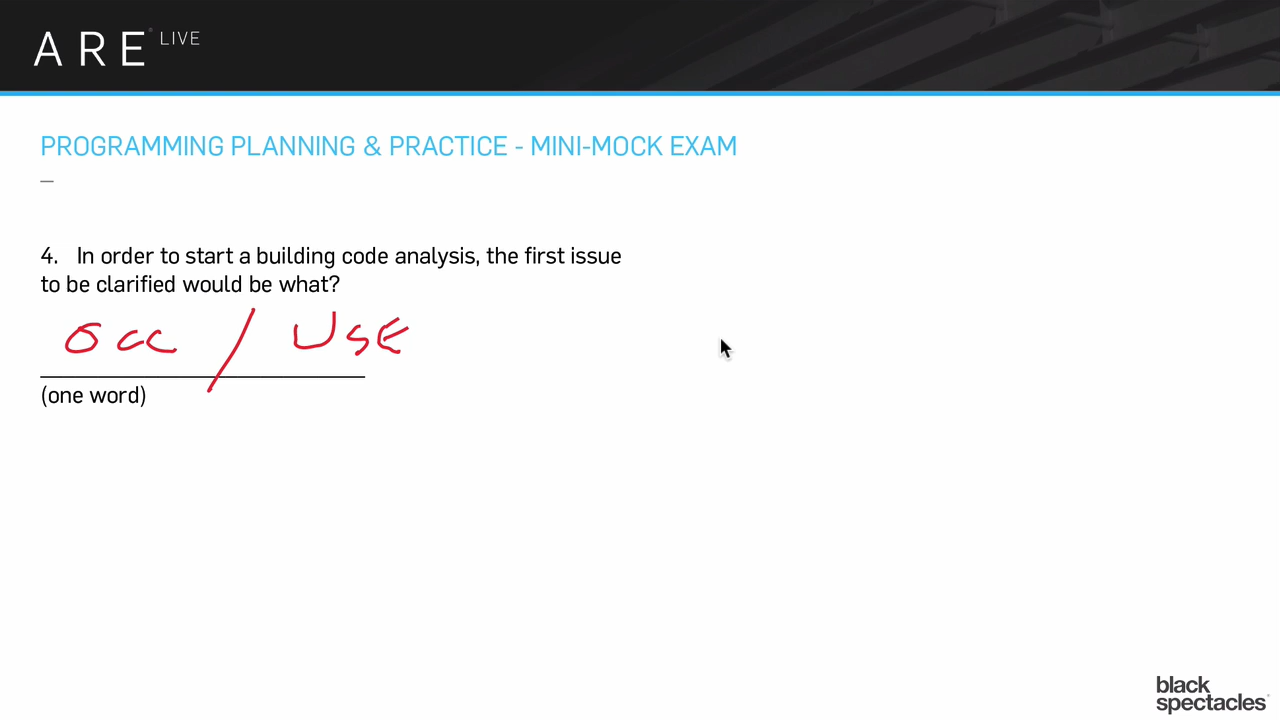 ARE LIVE
PROGRAMMING PLANNING & PRACTICE - MINI-MOCK EXAM
4. In order to start a building code analysis, the first issue
to be clarified would be what?
OCC / USE
(one word)
black
spectacles